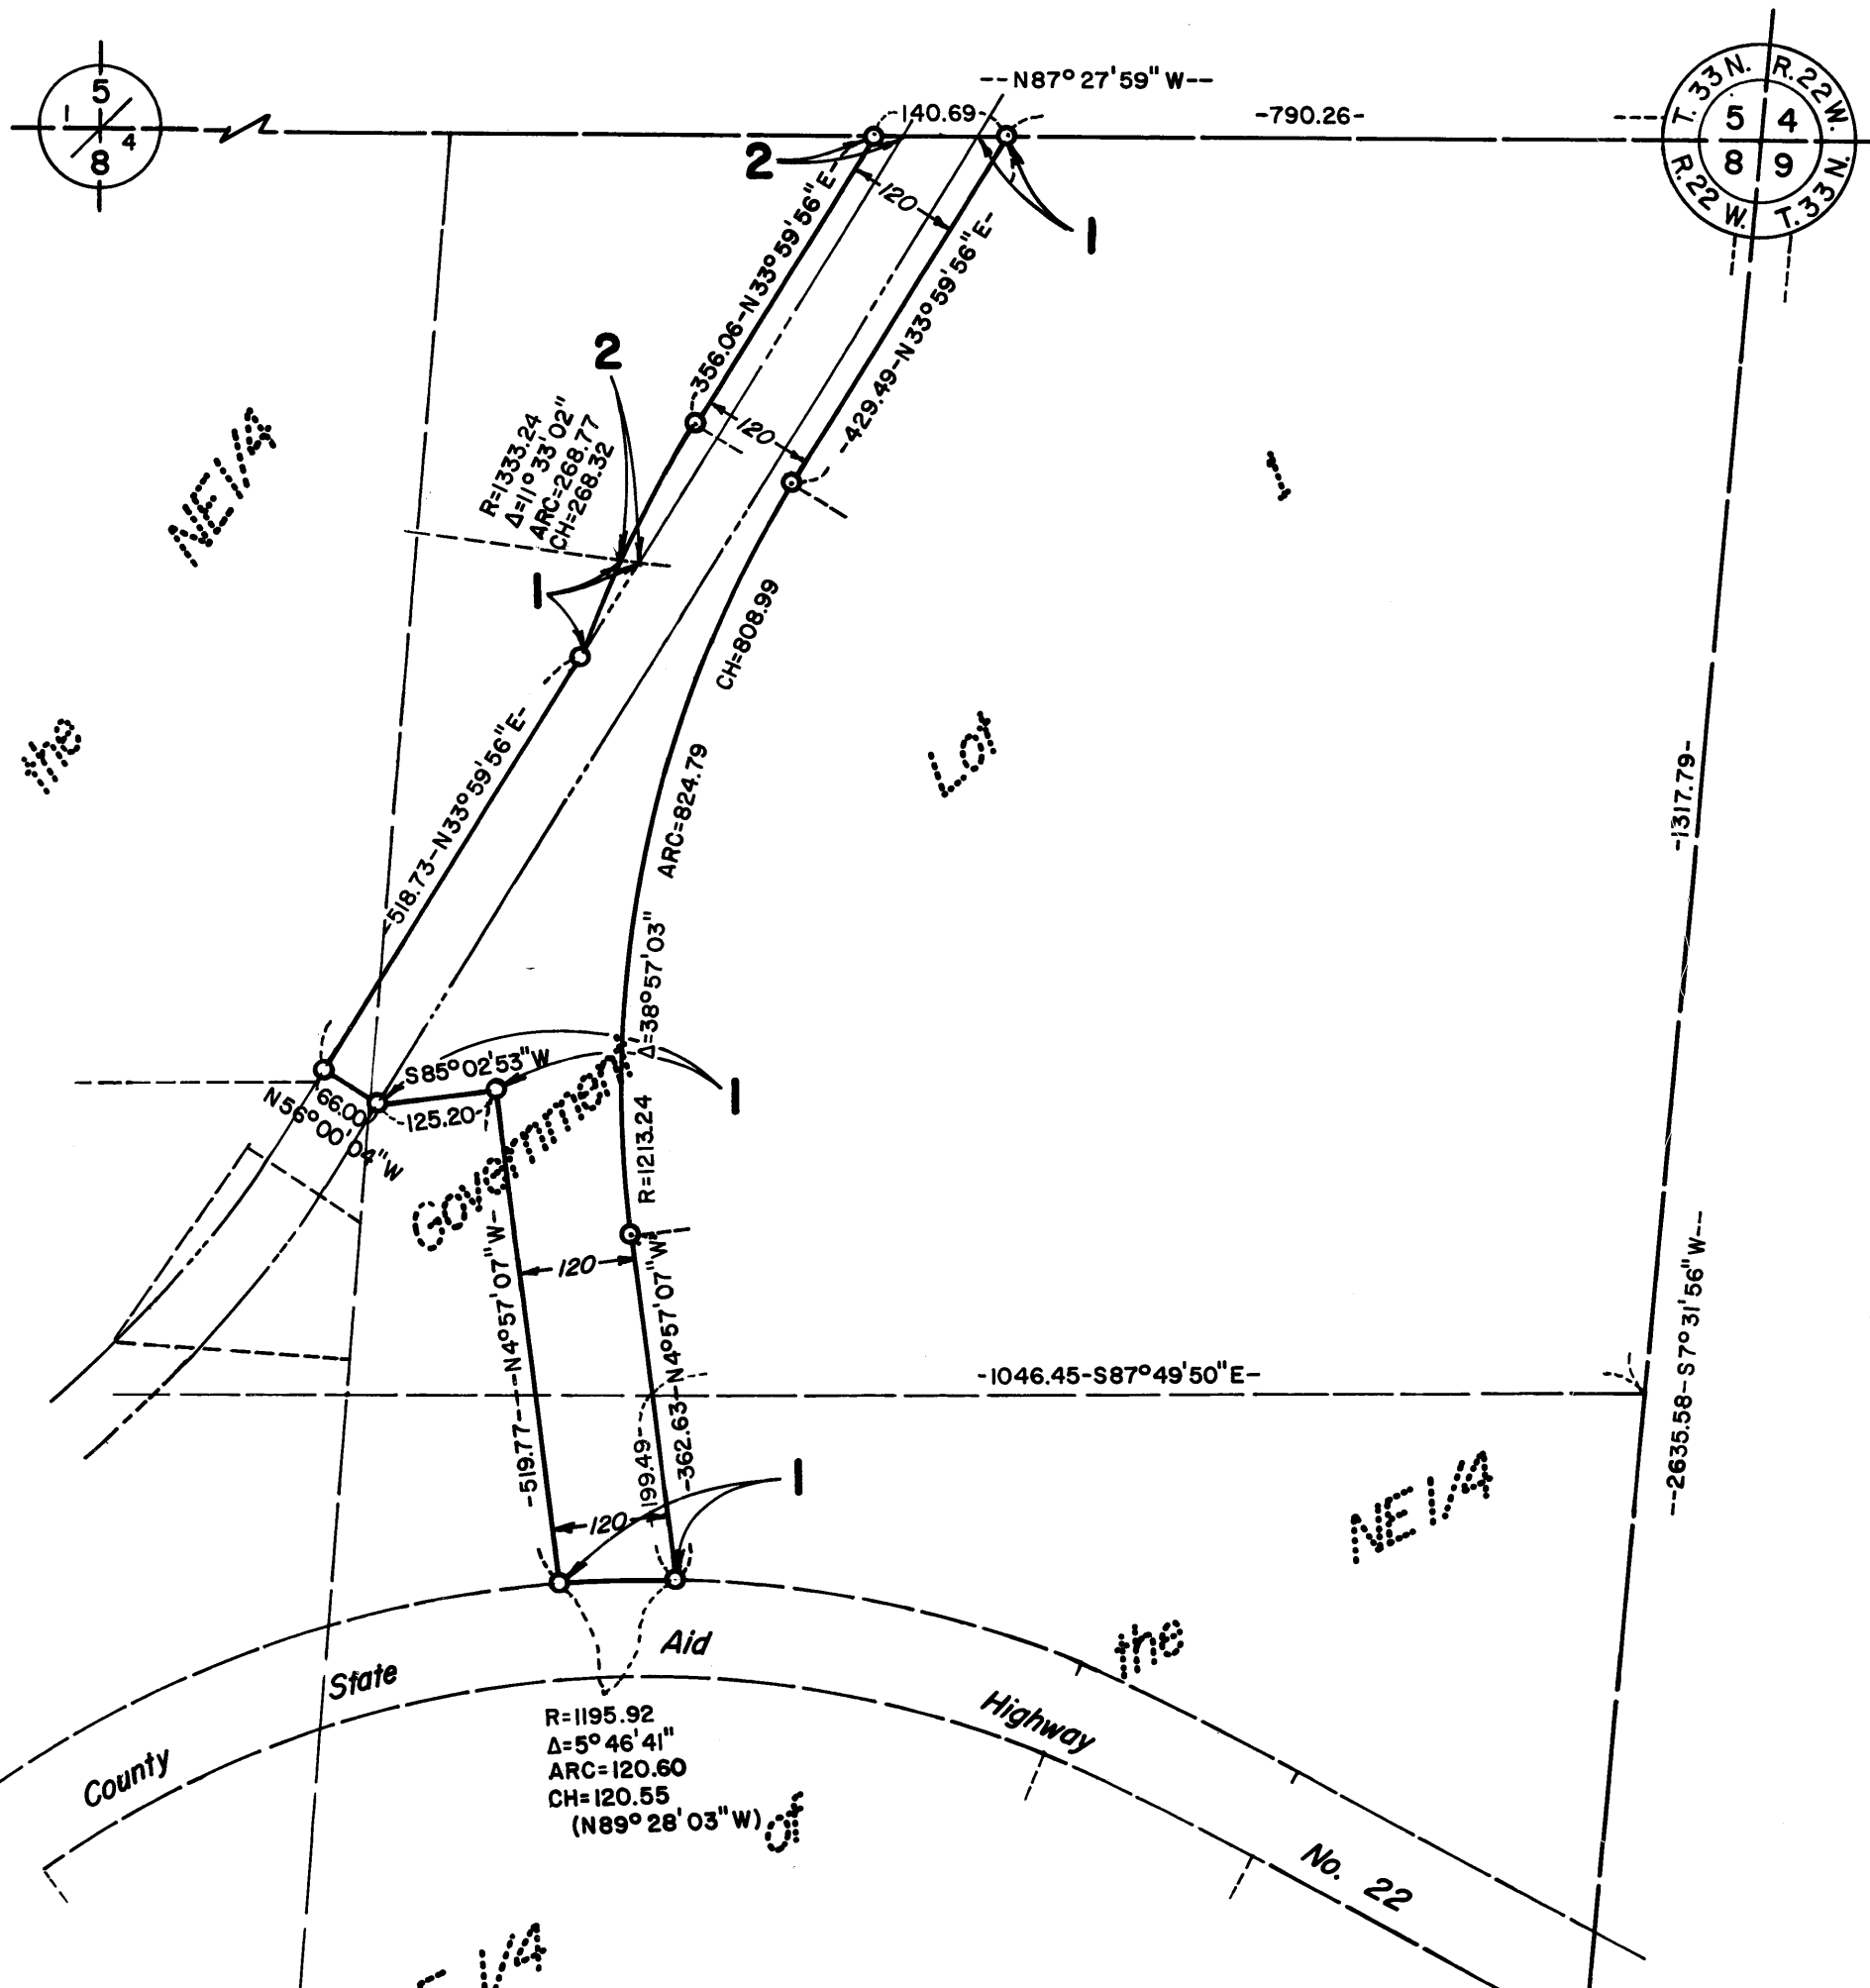 5
1
4
8
--N87°27'59"W--
-140.69-
-790.26-
T. 33 N.
R. 22 W.
5 4
8 9
R. 22 W.
T. 33 N.
2
1
-356.06-N33°59'56"E-
120
-429.49-N33°59'56"E-
2
120
R=1333.24
Δ=11°33'02"
ARC=268.77
CH=268.32
1
NE1/4
1
CH=808.99
the
Lot
-518.73-N33°59'56"E-
ARC=824.79
-1317.79-
Δ=38°57'03"
S85°02'53"W
66.00
N56°00'04"W
-125.20-
1
Government
R=1213.24
120
-519.77---N4°57'07"W-
-362.63-N4°57'07"W
199.49-
-1046.45-S87°49'50"E-
--2635.58-S7°31'56"W--
1
120
NE1/4
the
State
Aid
County
Highway
R=1195.92
Δ=5°46'41"
ARC=120.60
CH=120.55
(N89°28'03"W)
of
No. 22
1/4